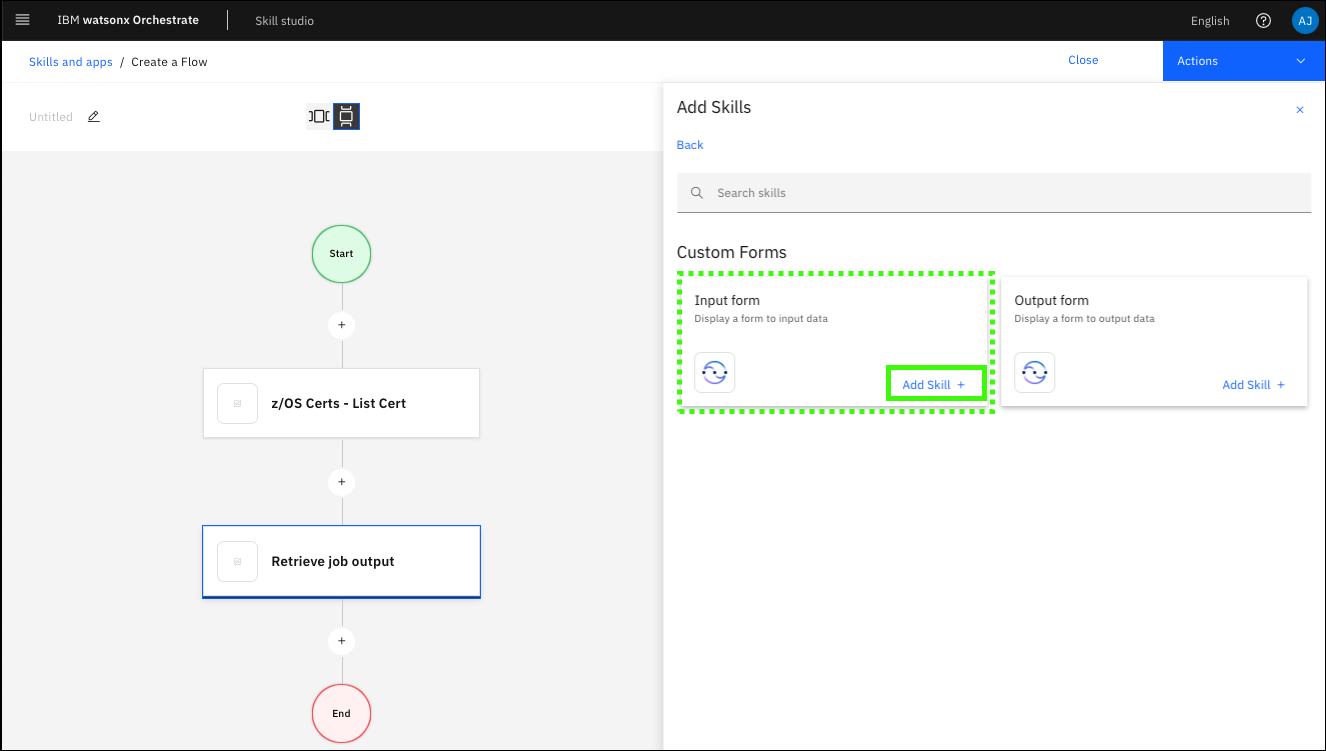 IBM watsonx Orchestrate
Skill studio
English
AJ
Skills and apps / Create a Flow
Close
Actions
Untitled
Add Skills
Back
Search skills
Custom Forms
Input form
Display a form to input data
Add Skill +
Output form
Display a form to output data
Add Skill +
Start
+
z/OS Certs - List Cert
+
Retrieve job output
+
End